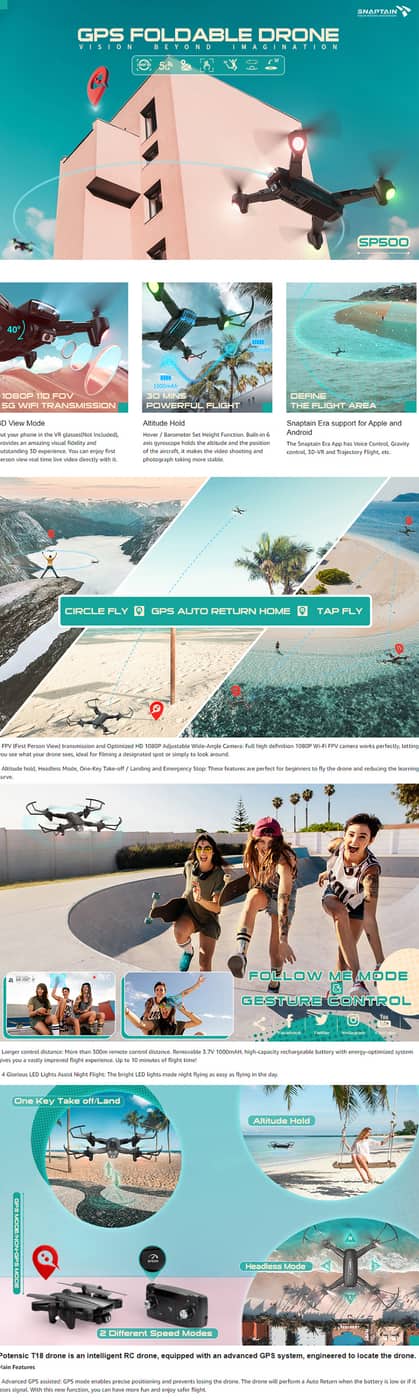 SNAPTAIN
GPS FOLDABLE DRONE
VISION BEYOND IMAGINATION
SP500
40°
1080P 110 FOV
5G WIFI TRANSMISSION
1000mAh
30 MINS
POWERFUL FLIGHT
DEFINE
THE FLIGHT AREA
3D View Mode
Altitude Hold
Snaptain Era support for Apple and
Android
put your phone in the VR glasses(Not Included),
provides an amazing visual fidelity and
outstanding 3D experience. You can enjoy first
person view real time live video directly with it.
Hover / Barometer Set Height Function. Built-in 6
axis gyroscope holds the altitude and the position
of the aircraft, it makes the video shooting and
photograph taking more stable.
The Snaptain Era App has Voice Control, Gravity
control, 3D-VR and Trajectory Flight, etc.
CIRCLE FLY GPS AUTO RETURN HOME TAP FLY
FPV (First Person View) transmission and Optimized HD 1080P Adjustable Wide-Angle Camera: Full high definition 1080P Wi-Fi FPV camera works perfectly, letting
you see what your drone sees, ideal for filming a designated spot or simply to look around.
Altitude hold, Headless Mode, One-Key Take-off / Landing and Emergency Stop: These features are perfect for beginners to fly the drone and reducing the learning
curve.
FOLLOW ME MODE
&
GESTURE CONTROL
Facebook Twitter Instagram YouTube
Longer control distance: More than 500m remote control distance. Removable 3.7V 1000mAH, high-capacity rechargeable battery with energy-optimized system
gives you a vastly improved flight experience. Up to 10 minutes of flight time!
4 Glorious LED Lights Assist Night Flight: The bright LED lights made night flying as easy as flying in the day.
One Key Take off/Land
Altitude Hold
GPS MODE/NON-GPS MODE
Headless Mode
SPEED
2 Different Speed Modes
Potensic T18 drone is an intelligent RC drone, equipped with an advanced GPS system, engineered to locate the drone.
Main Features
Advanced GPS assisted: GPS mode enables precise positioning and prevents losing the drone. The drone will perform a Auto Return when the battery is low or if it
loses signal. With this new function, you can have more fun and enjoy safer flight.